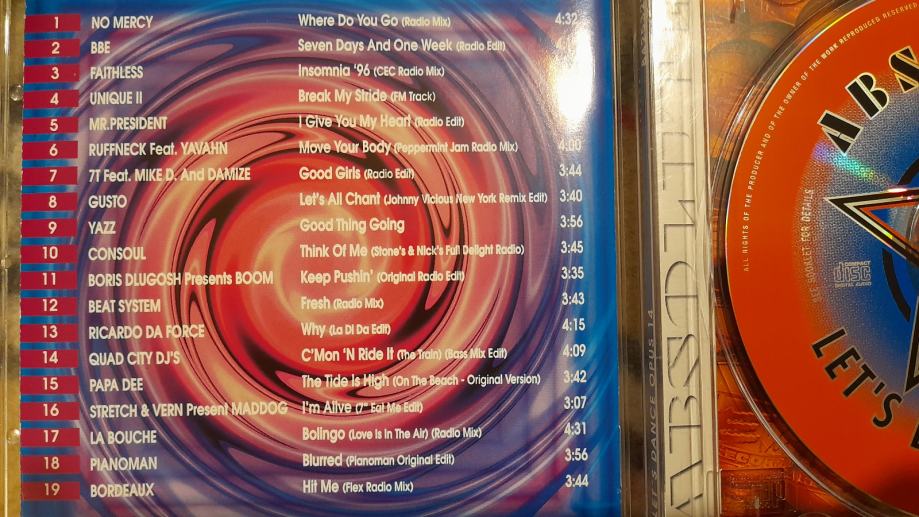 1 NO MERCY Where Do You Go (Radio Mix) 4:32
2 BBE Seven Days And One Week (Radio Edit)
3 FAITHLESS Insomnia '96 (CEC Radio Mix)
4 UNIQUE II Break My Stride (FM Track)
5 MR.PRESIDENT I Give You My Heart (Radio Edit)
6 RUFFNECK Feat. YAVAHN Move Your Body (Peppermint Jam Radio Mix) 4:00
7 7T Feat. MIKE D. And DAMIZE Good Girls (Radio Edit) 3:44
8 GUSTO Let's All Chant (Johnny Vicious New York Remix Edit) 3:40
9 YAZZ Good Thing Going 3:56
10 CONSOUL Think Of Me (Stone's & Nick's Full Delight Radio) 3:45
11 BORIS DLUGOSH Presents BOOM Keep Pushin' (Original Radio Edit) 3:35
12 BEAT SYSTEM Fresh (Radio Mix) 3:43
13 RICARDO DA FORCE Why (La Di Da Edit) 4:15
14 QUAD CITY DJ'S C'Mon 'N Ride It (The Train) (Bass Mix Edit) 4:09
15 PAPA DEE The Tide Is High (On The Beach - Original Version) 3:42
16 STRETCH & VERN Present MADDOG I'm Alive (7" Eat Me Edit) 3:07
17 LA BOUCHE Bolingo (Love Is In The Air) (Radio Mix) 4:31
18 PIANOMAN Blurred (Pianoman Original Edit) 3:56
19 BORDEAUX Hit Me (Flex Radio Mix) 3:44
LET'S DANCE OPUS 14
ALL RIGHTS OF THE PRODUCER AND OF THE OWNER OF THE WORK REPRODUCED RESERVED
SEE BOOKLET FOR DETAILS
COMPACT
disc
DIGITAL AUDIO
LET'S